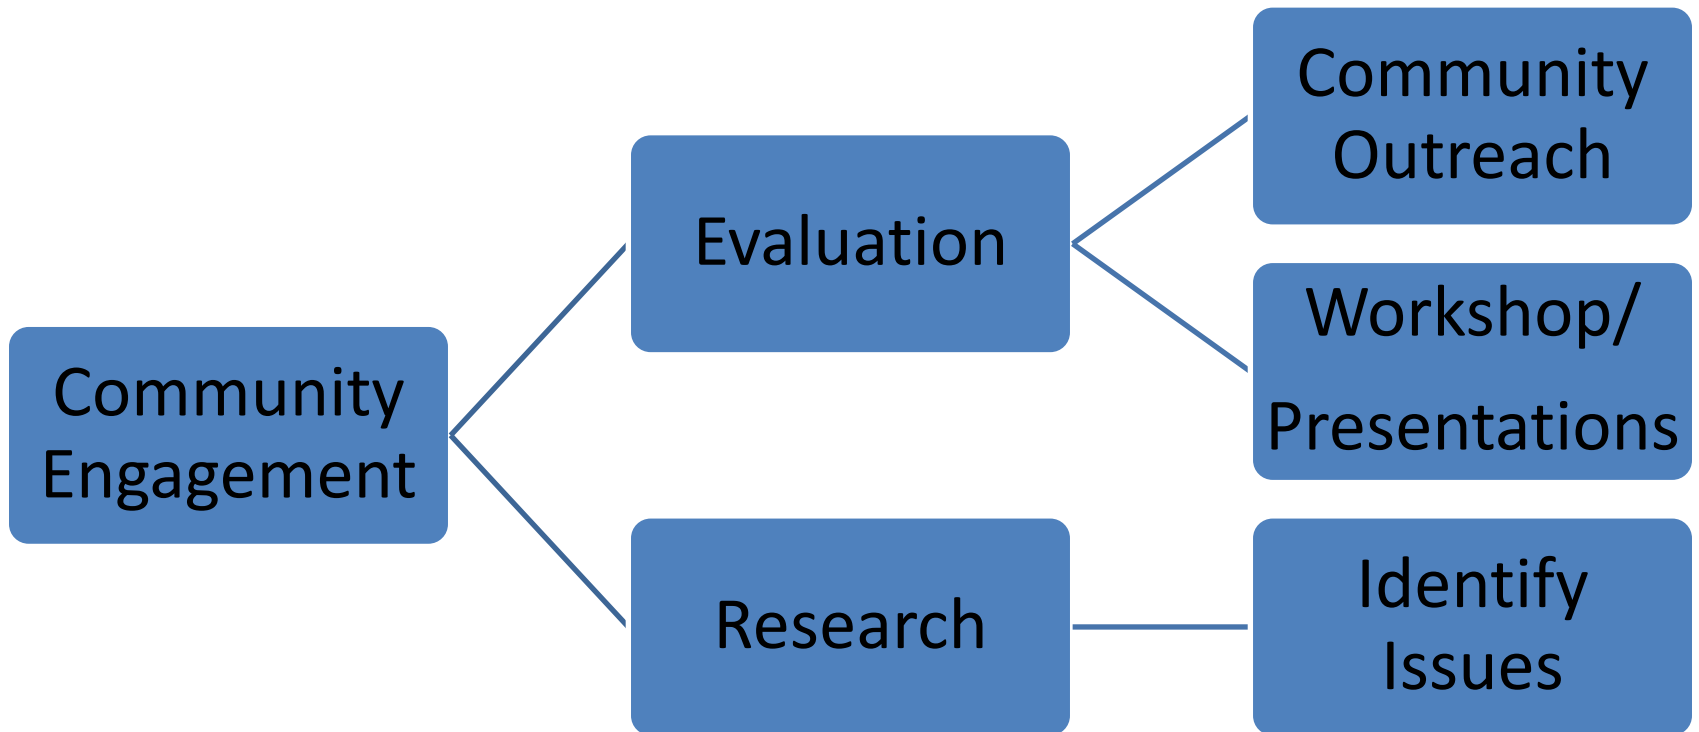 Community
Engagement
Evaluation
Community
Outreach
Workshop/
Presentations
Research
Identify
Issues